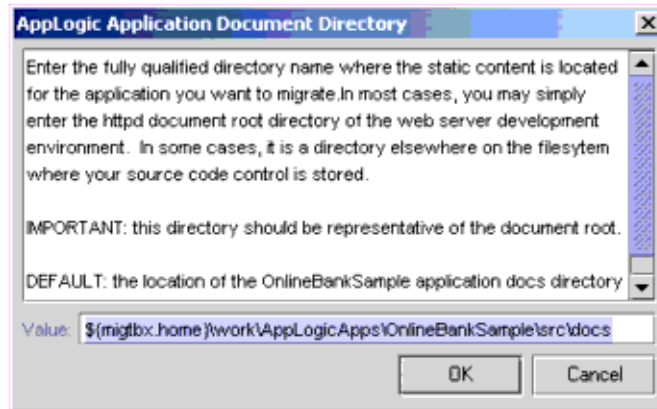 AppLogic Application Document Directory
Enter the fully qualified directory name where the static content is located
for the application you want to migrate.In most cases, you may simply
enter the httpd document root directory of the web server development
environment. In some cases, it is a directory elsewhere on the filesytem
where your source code control is stored.
IMPORTANT: this directory should be representative of the document root.
DEFAULT: the location of the OnlineBankSample application docs directory
Value: ${migtbx.home}\work\AppLogicApps\OnlineBankSample\src\docs
OK Cancel